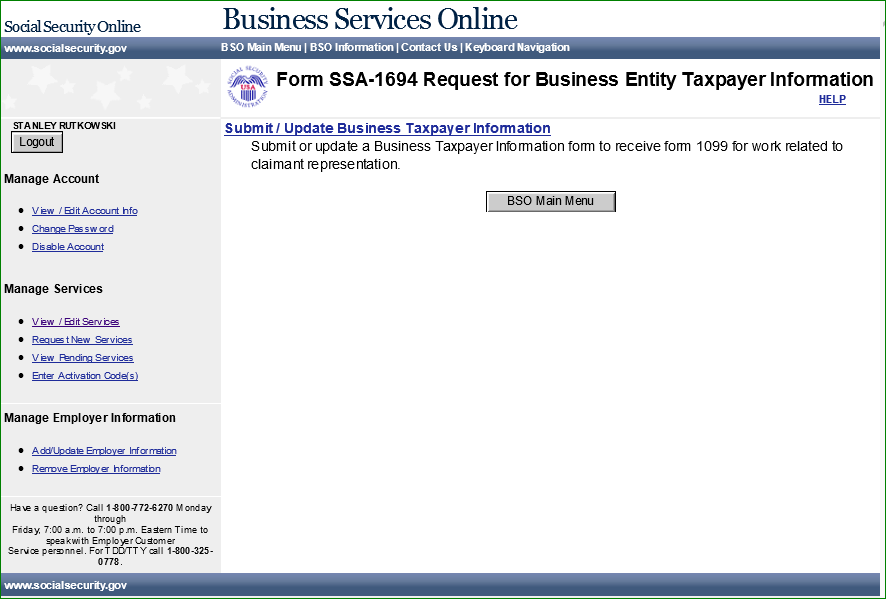 Social Security Online
Business Services Online
www.socialsecurity.gov
BSO Main Menu | BSO Information | Contact Us | Keyboard Navigation
SOCIAL SECURITY ADMINISTRATION
USA
Form SSA-1694 Request for Business Entity Taxpayer Information
HELP
STANLEY RUTKOWSKI
Logout
Manage Account
View / Edit Account Info
Change Password
Disable Account
Manage Services
View / Edit Services
Request New Services
View Pending Services
Enter Activation Code(s)
Manage Employer Information
Add/Update Employer Information
Remove Employer Information
Have a question? Call 1-800-772-6270 Monday
through
Friday, 7:00 a.m. to 7:00 p.m. Eastern Time to
speak with Employer Customer
Service personnel. For TDD/TTY call 1-800-325-
0778.
Submit / Update Business Taxpayer Information
Submit or update a Business Taxpayer Information form to receive form 1099 for work related to
claimant representation.
BSO Main Menu
www.socialsecurity.gov